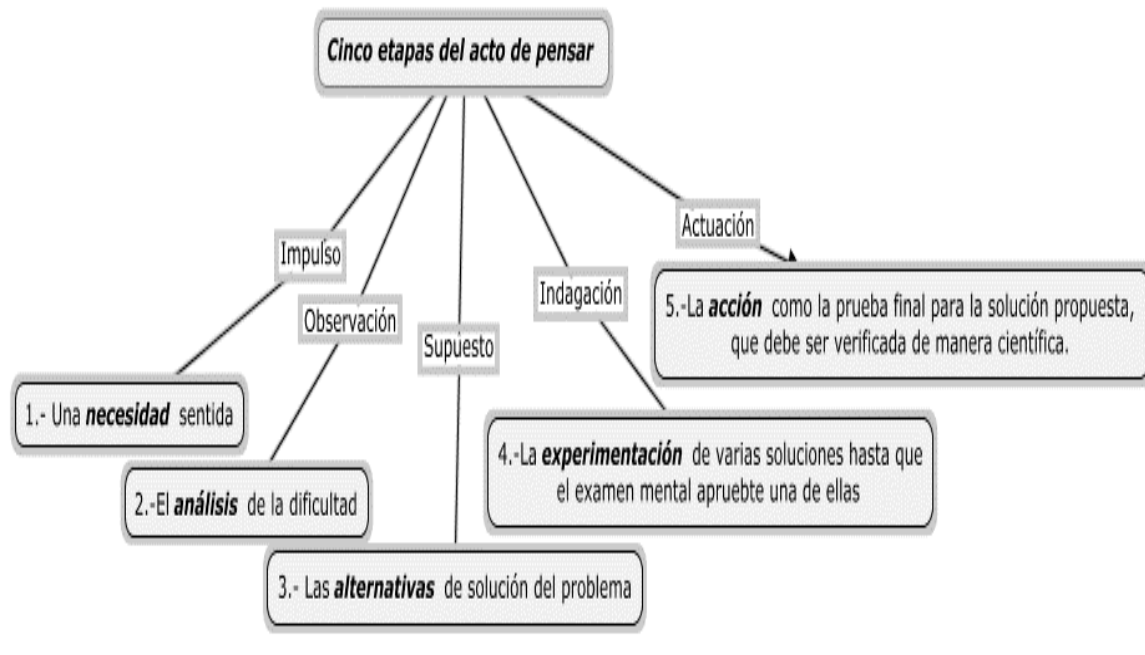 Cinco etapas del acto de pensar
Impulso
1.- Una necesidad sentida
Observación
2.-El análisis de la dificultad
Supuesto
3.- Las alternativas de solución del problema
Indagación
4.-La experimentación de varias soluciones hasta que
el examen mental apruebte una de ellas
Actuación
5.-La acción como la prueba final para la solución propuesta,
que debe ser verificada de manera científica.